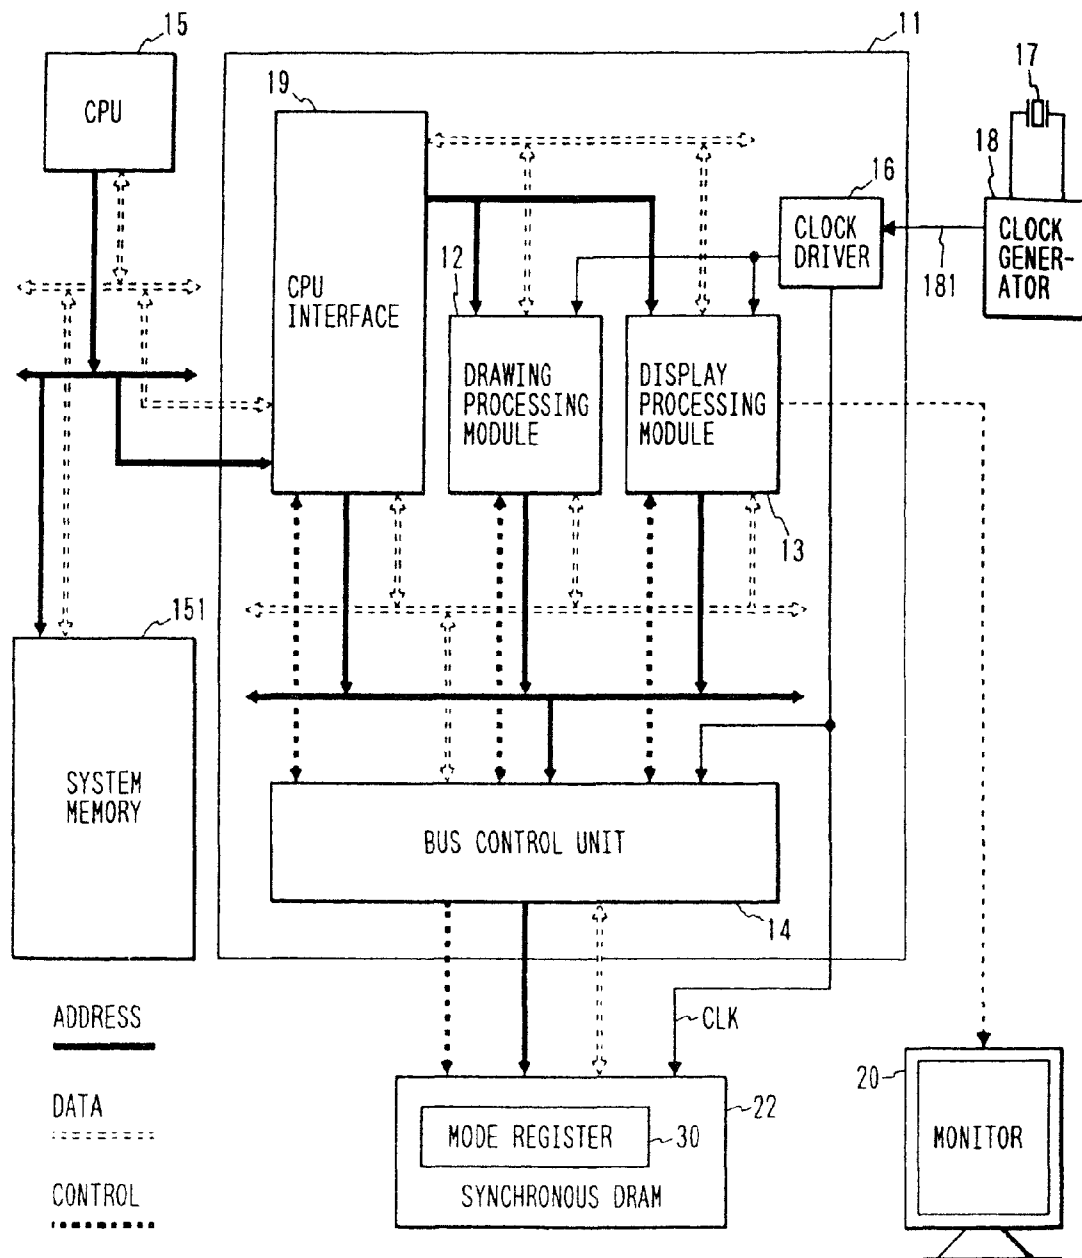 15
CPU
11
19
CPU
INTERFACE
17
18
CLOCK
GENER-
ATOR
16
CLOCK
DRIVER
181
12
DRAWING
PROCESSING
MODULE
DISPLAY
PROCESSING
MODULE
13
151
SYSTEM
MEMORY
BUS CONTROL UNIT
14
ADDRESS
DATA
CONTROL
CLK
22
MODE REGISTER
30
SYNCHRONOUS DRAM
20
MONITOR